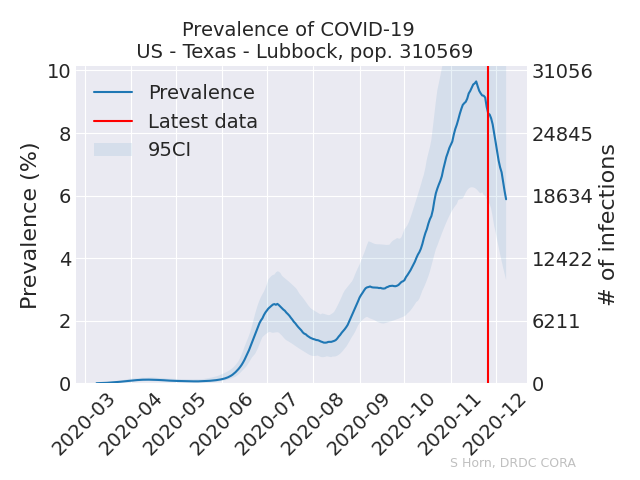 Prevalence of COVID-19
US - Texas - Lubbock, pop. 310569
Prevalence (%)
10
8
6
4
2
0
Prevalence
Latest data
95CI
31056
24845
18634
12422
6211
0
# of infections
2020-03
2020-04
2020-05
2020-06
2020-07
2020-08
2020-09
2020-10
2020-11
2020-12
S Horn, DRDC CORA